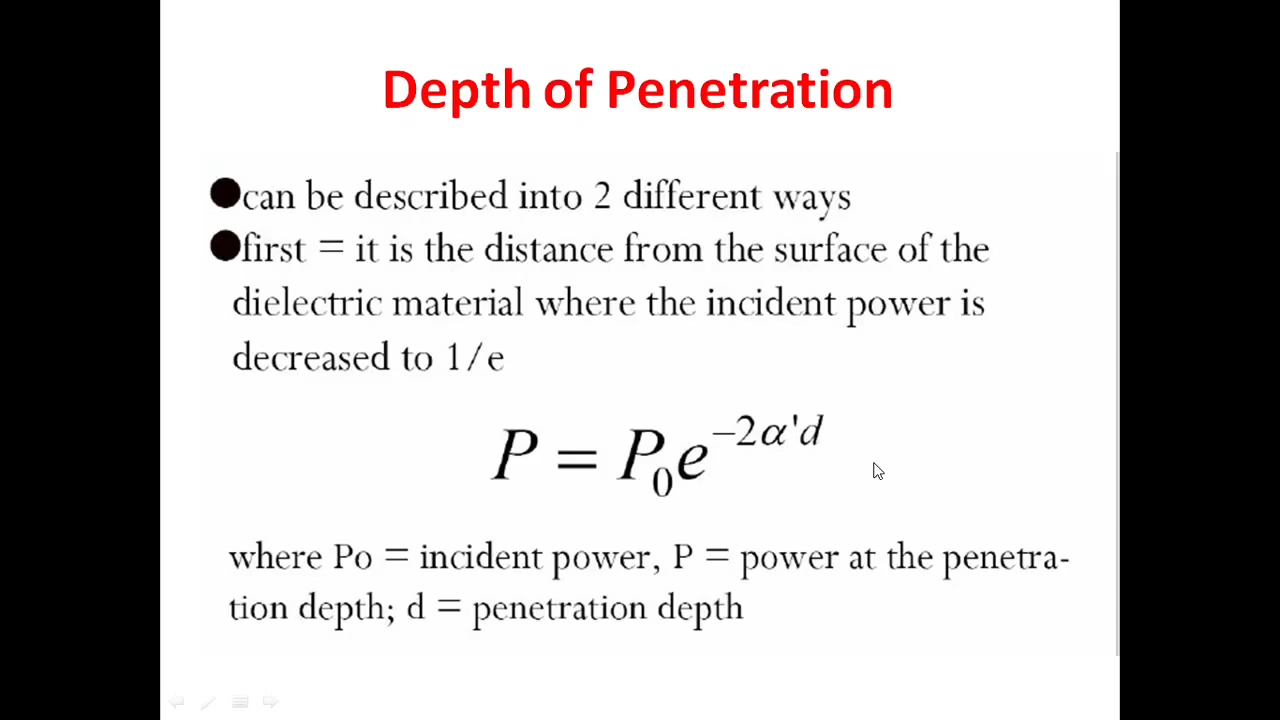 Depth of Penetration
●can be described into 2 different ways
●first = it is the distance from the surface of the
dielectric material where the incident power is
decreased to 1/e
P = P₀e^{-2α'd}
where Po = incident power, P = power at the penetra-
tion depth; d = penetration depth